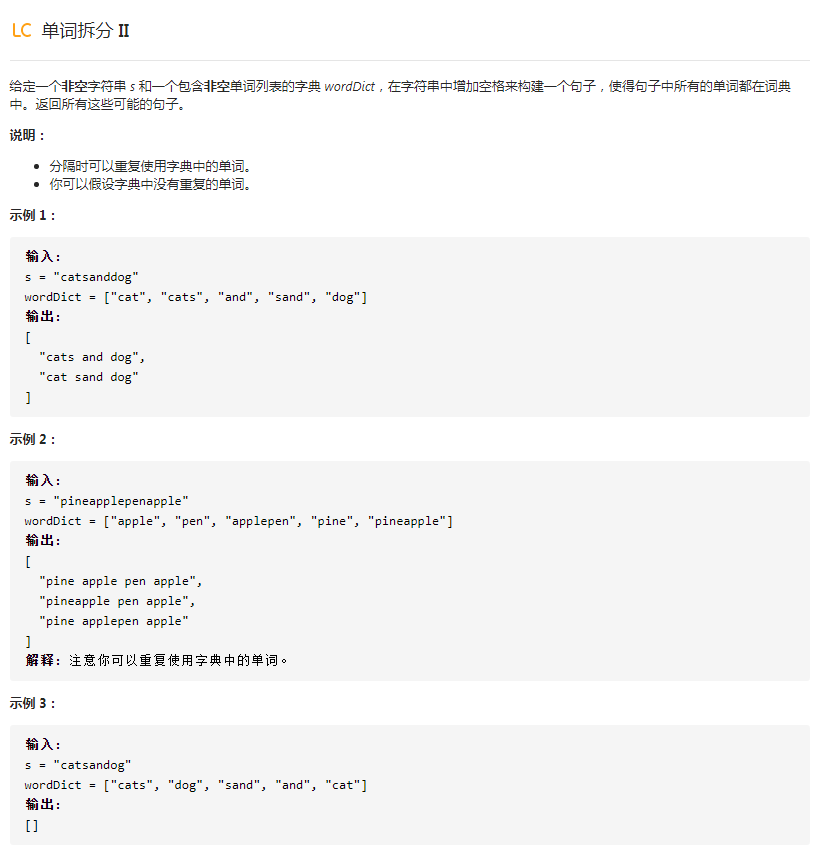 LC 单词拆分 II
给定一个非空字符串 s 和一个包含非空单词列表的字典 wordDict，在字符串中增加空格来构建一个句子，使得句子中所有的单词都在词典
中。返回所有这些可能的句子。
说明：
• 分隔时可以重复使用字典中的单词。
• 你可以假设字典中没有重复的单词。
示例 1：
输入:
s = "catsanddog"
wordDict = ["cat", "cats", "and", "sand", "dog"]
输出:
[
"cats and dog",
"cat sand dog"
]
示例 2：
输入:
s = "pineapplepenapple"
wordDict = ["apple", "pen", "applepen", "pine", "pineapple"]
输出:
[
"pine apple pen apple",
"pineapple pen apple",
"pine applepen apple"
]
解释: 注意你可以重复使用字典中的单词。
示例 3：
输入:
s = "catsandog"
wordDict = ["cats", "dog", "sand", "and", "cat"]
输出:
[]